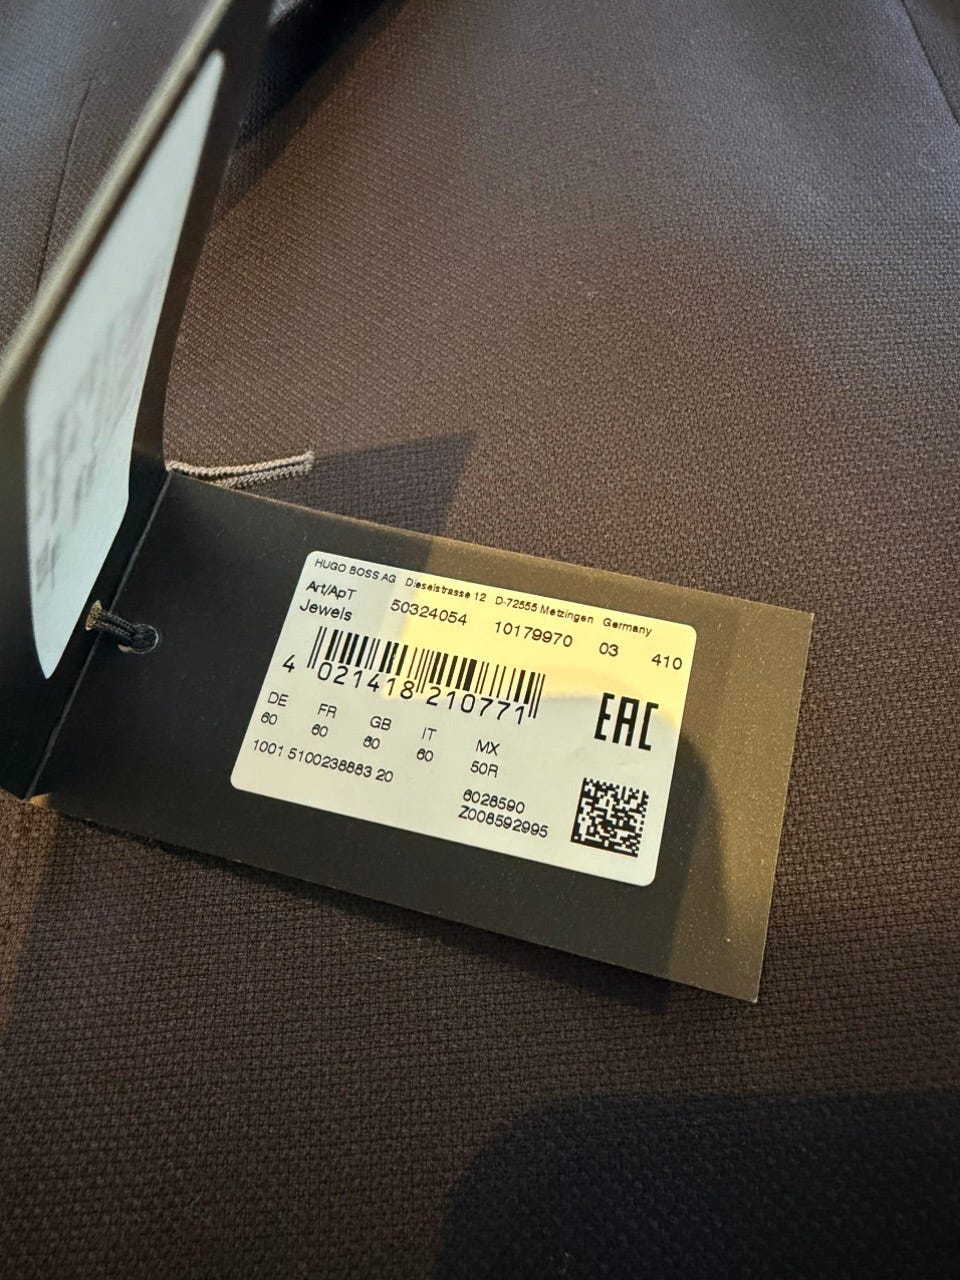 HUGO BOSS AG Dieselstrasse 12 D-72555 Metzingen Germany
Art/ApT 50324054 10179970 03 410
Jewels
4 021418 210771
EAC
DE FR GB IT MX
60 60 60 60 50R
1001 5100238883 20
6028590
Z008592995